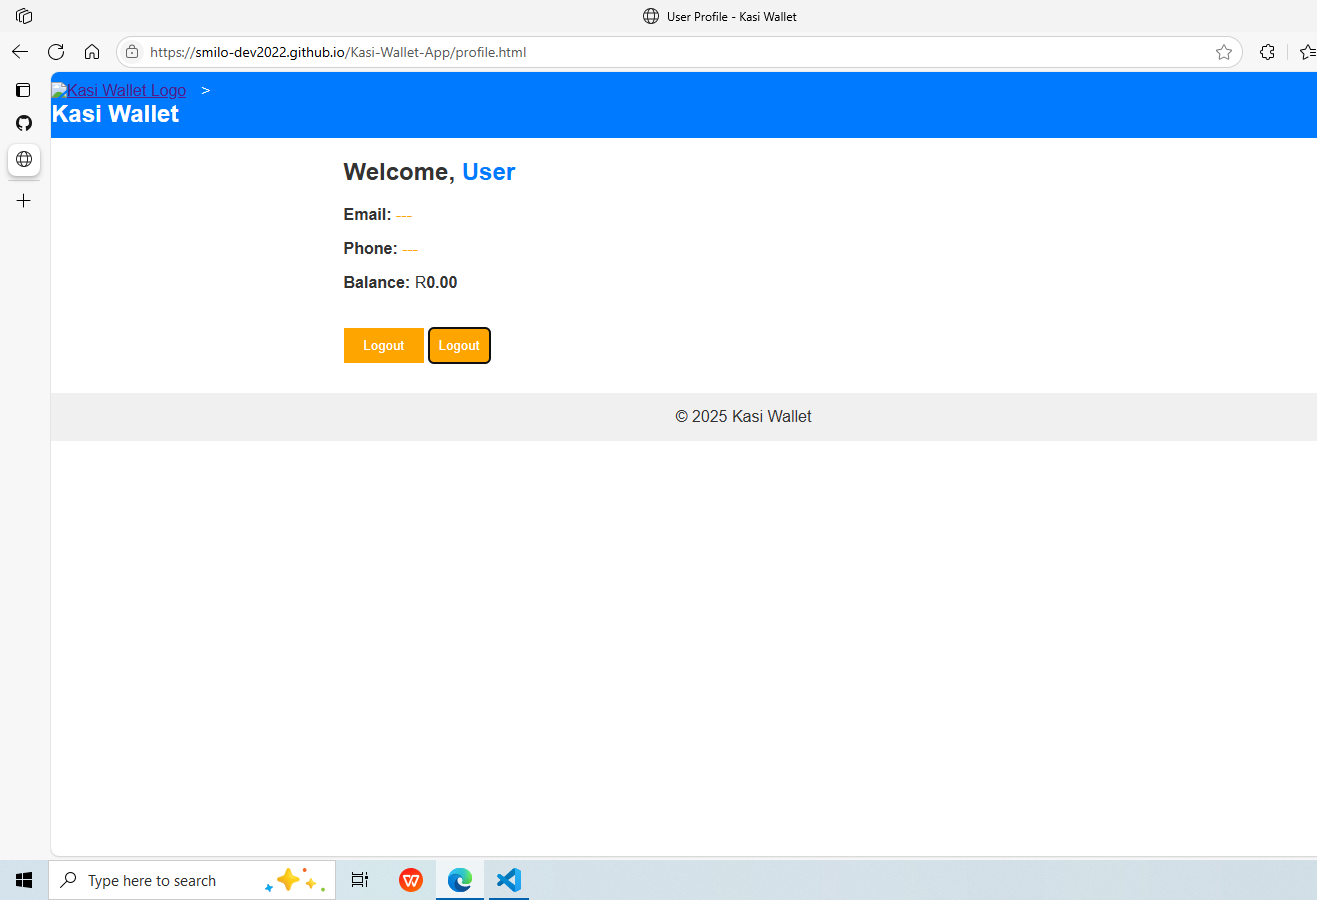 User Profile - Kasi Wallet
https://smilo-dev2022.github.io/Kasi-Wallet-App/profile.html
Kasi Wallet Logo >
Kasi Wallet
Welcome, User
Email: ---
Phone: ---
Balance: R0.00
Logout Logout
© 2025 Kasi Wallet
Type here to search